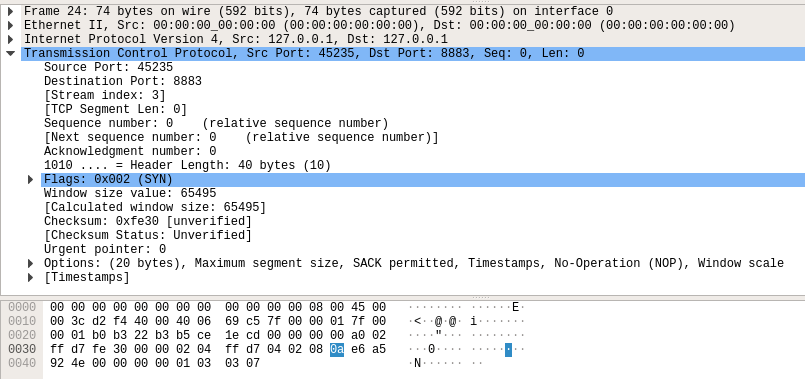 Frame 24: 74 bytes on wire (592 bits), 74 bytes captured (592 bits) on interface 0
Ethernet II, Src: 00:00:00_00:00:00 (00:00:00:00:00:00), Dst: 00:00:00_00:00:00 (00:00:00:00:00:00)
Internet Protocol Version 4, Src: 127.0.0.1, Dst: 127.0.0.1
Transmission Control Protocol, Src Port: 45235, Dst Port: 8883, Seq: 0, Len: 0
Source Port: 45235
Destination Port: 8883
[Stream index: 3]
[TCP Segment Len: 0]
Sequence number: 0    (relative sequence number)
[Next sequence number: 0    (relative sequence number)]
Acknowledgment number: 0
1010 .... = Header Length: 40 bytes (10)
Flags: 0x002 (SYN)
Window size value: 65495
[Calculated window size: 65495]
Checksum: 0xfe30 [unverified]
[Checksum Status: Unverified]
Urgent pointer: 0
Options: (20 bytes), Maximum segment size, SACK permitted, Timestamps, No-Operation (NOP), Window scale
[Timestamps]
0000  00 00 00 00 00 00 00 00  00 00 00 00 08 00 45 00   ········ ······E·
0010  00 3c d2 f4 40 00 40 06  69 c5 7f 00 00 01 7f 00   ·<··@·@· i·······
0020  00 01 b0 b3 22 b3 b5 ce  1e cd 00 00 00 00 a0 02   ····"··· ········
0030  ff d7 fe 30 00 00 02 04  ff d7 04 02 08 0a e6 a5   ···0···· ········
0040  92 4e 00 00 00 00 01 03  03 07                     ·N······ ··